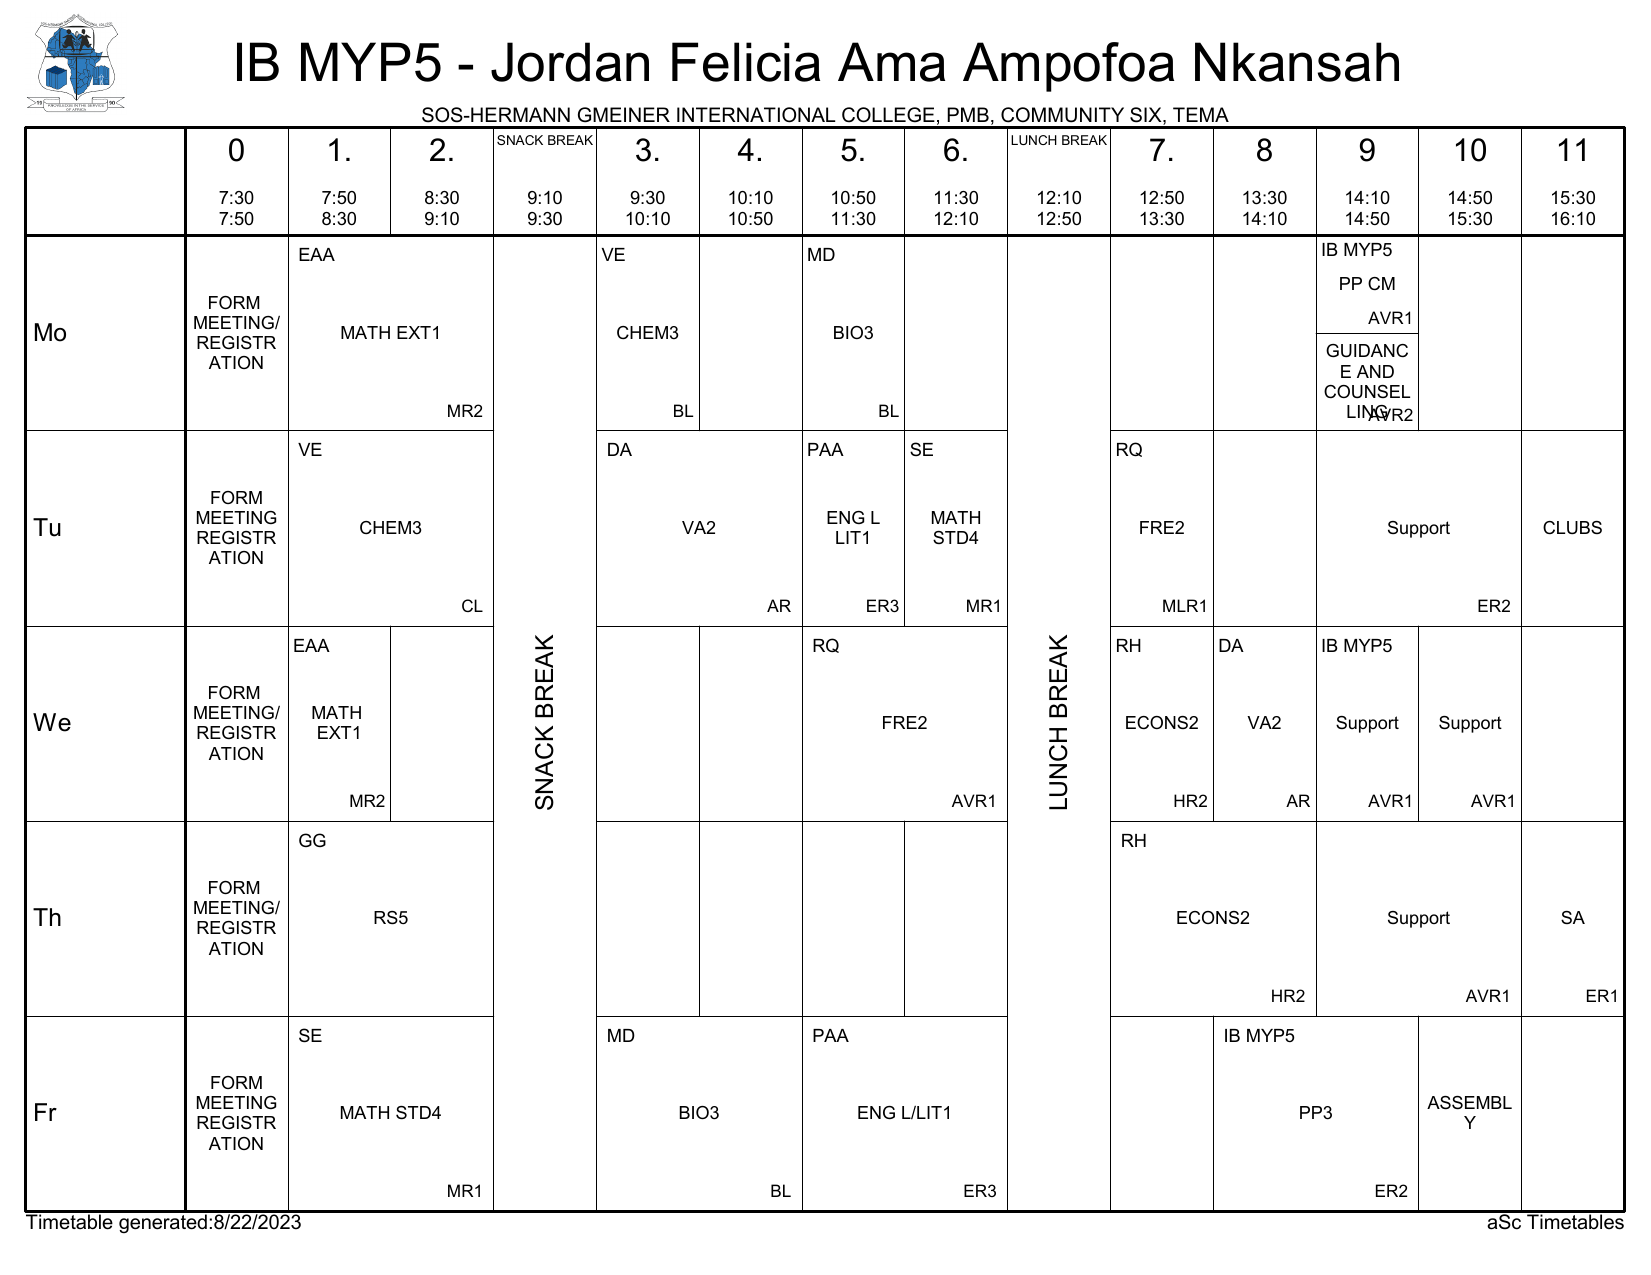 IB MYP5 - Jordan Felicia Ama Ampofoa Nkansah
SOS-HERMANN GMEINER INTERNATIONAL COLLEGE, PMB, COMMUNITY SIX, TEMA
0
7:30
7:50
1.
7:50
8:30
2.
8:30
9:10
SNACK BREAK
9:10
9:30
3.
9:30
10:10
4.
10:10
10:50
5.
10:50
11:30
6.
11:30
12:10
LUNCH BREAK
12:10
12:50
7.
12:50
13:30
8
13:30
14:10
9
14:10
14:50
10
14:50
15:30
11
15:30
16:10
Mo
FORM
MEETING/
REGISTR
ATION
EAA
MATH EXT1
MR2
VE
CHEM3
BL
MD
BIO3
BL
IB MYP5
PP CM
AVR1
GUIDANC
E AND
COUNSEL
LING
AVR2
Tu
FORM
MEETING
REGISTR
ATION
VE
CHEM3
CL
DA
VA2
AR
PAA
ENG L
LIT1
ER3
SE
MATH
STD4
MR1
RQ
FRE2
MLR1
Support
ER2
CLUBS
SNACK BREAK
LUNCH BREAK
We
FORM
MEETING/
REGISTR
ATION
EAA
MATH
EXT1
MR2
RQ
FRE2
AVR1
RH
ECONS2
HR2
DA
VA2
AR
IB MYP5
Support
AVR1
Support
AVR1
Th
FORM
MEETING/
REGISTR
ATION
GG
RS5
RH
ECONS2
HR2
Support
AVR1
SA
ER1
Fr
FORM
MEETING
REGISTR
ATION
SE
MATH STD4
MR1
MD
BIO3
BL
PAA
ENG L/LIT1
ER3
IB MYP5
PP3
ER2
ASSEMBL
Y
Timetable generated:8/22/2023
aSc Timetables